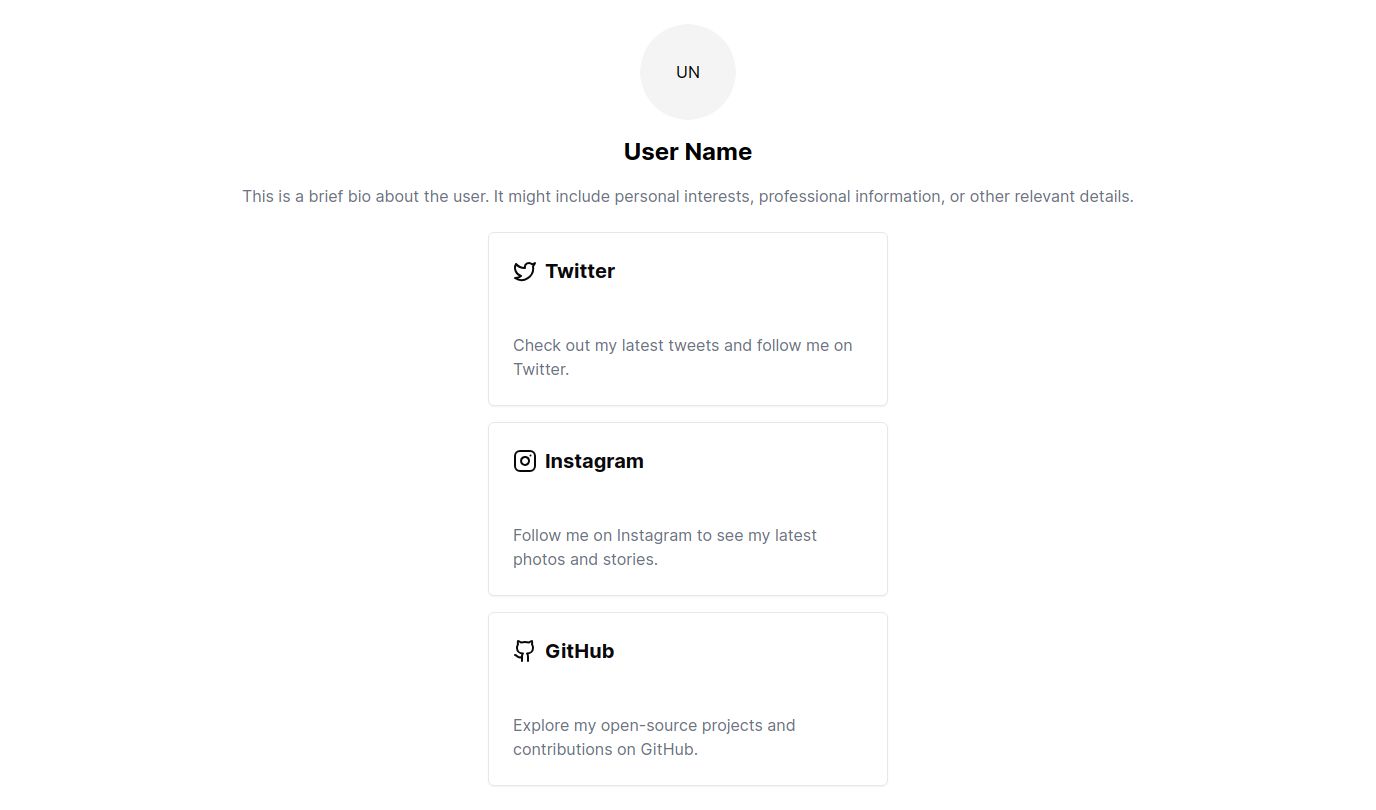 UN
User Name
This is a brief bio about the user. It might include personal interests, professional information, or other relevant details.
Twitter
Check out my latest tweets and follow me on
Twitter.
Instagram
Follow me on Instagram to see my latest
photos and stories.
GitHub
Explore my open-source projects and
contributions on GitHub.